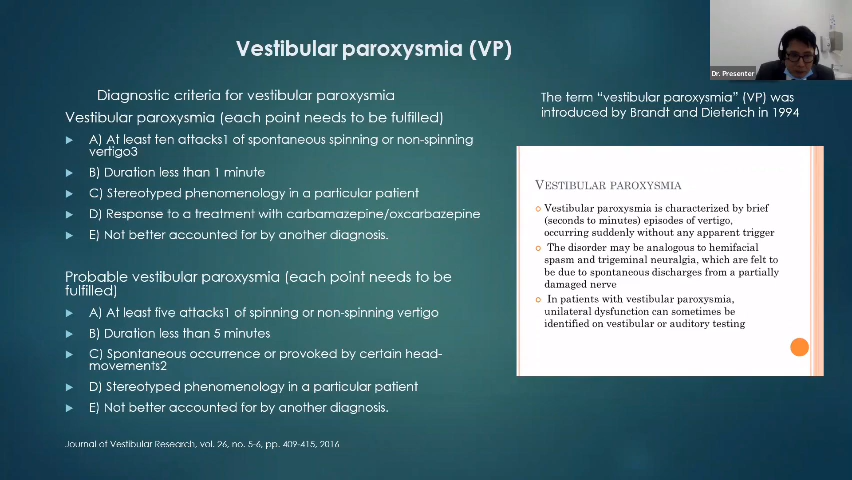 Vestibular paroxysmia (VP)
Dr. Presenter
Diagnostic criteria for vestibular paroxysmia
Vestibular paroxysmia (each point needs to be fulfilled)
A) At least ten attacks1 of spontaneous spinning or non-spinning
vertigo3
B) Duration less than 1 minute
C) Stereotyped phenomenology in a particular patient
D) Response to a treatment with carbamazepine/oxcarbazepine
E) Not better accounted for by another diagnosis.
Probable vestibular paroxysmia (each point needs to be
fulfilled)
A) At least five attacks1 of spinning or non-spinning vertigo
B) Duration less than 5 minutes
C) Spontaneous occurrence or provoked by certain head-
movements2
D) Stereotyped phenomenology in a particular patient
E) Not better accounted for by another diagnosis.
Journal of Vestibular Research, vol. 26, no. 5-6, pp. 409-415, 2016
The term “vestibular paroxysmia” (VP) was
introduced by Brandt and Dieterich in 1994
VESTIBULAR PAROXYSMIA
Vestibular paroxysmia is characterized by brief
(seconds to minutes) episodes of vertigo,
occurring suddenly without any apparent trigger
The disorder may be analogous to hemifacial
spasm and trigeminal neuralgia, which are felt to
be due to spontaneous discharges from a partially
damaged nerve
In patients with vestibular paroxysmia,
unilateral dysfunction can sometimes be
identified on vestibular or auditory testing